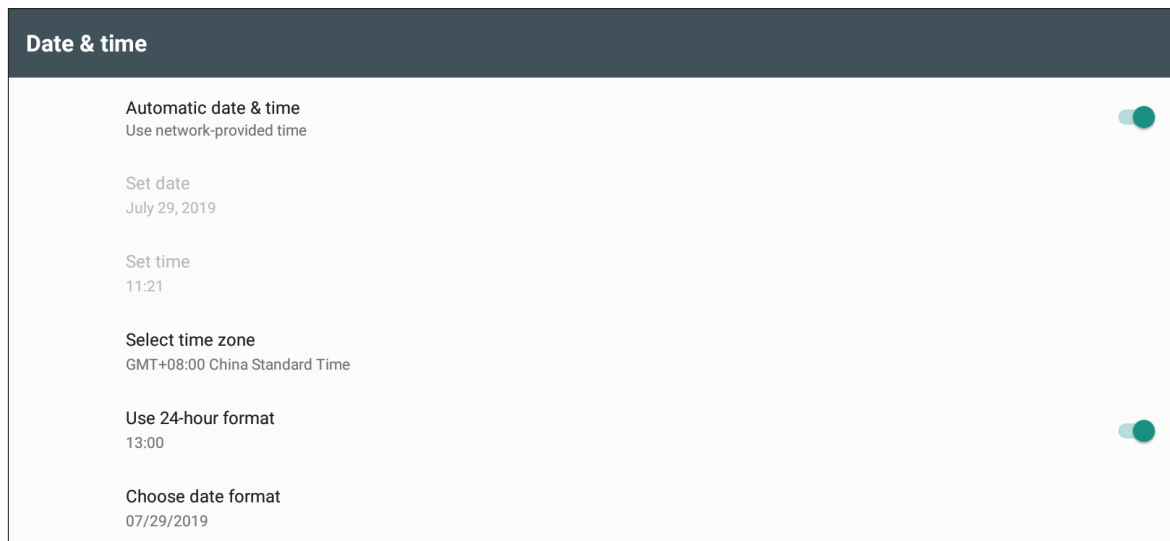 Date & time
Automatic date & time
Use network-provided time
Set date
July 29, 2019
Set time
11:21
Select time zone
GMT+08:00 China Standard Time
Use 24-hour format
13:00
Choose date format
07/29/2019